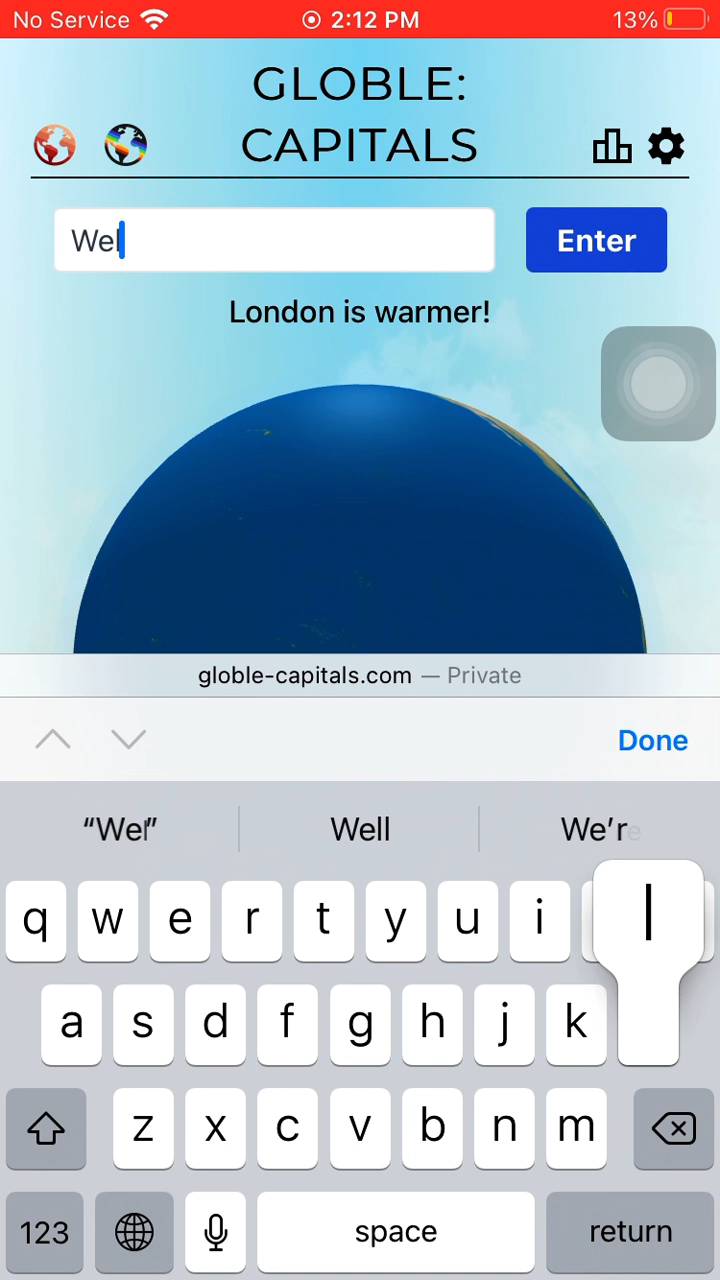 No Service 2:12 PM 13%
GLOBLE:
CAPITALS
Wel Enter
London is warmer!
globle-capitals.com — Private
Done
“Wel” Well We’re
q w e r t y u i
a s d f g h j k l
z x c v b n m
123 space return